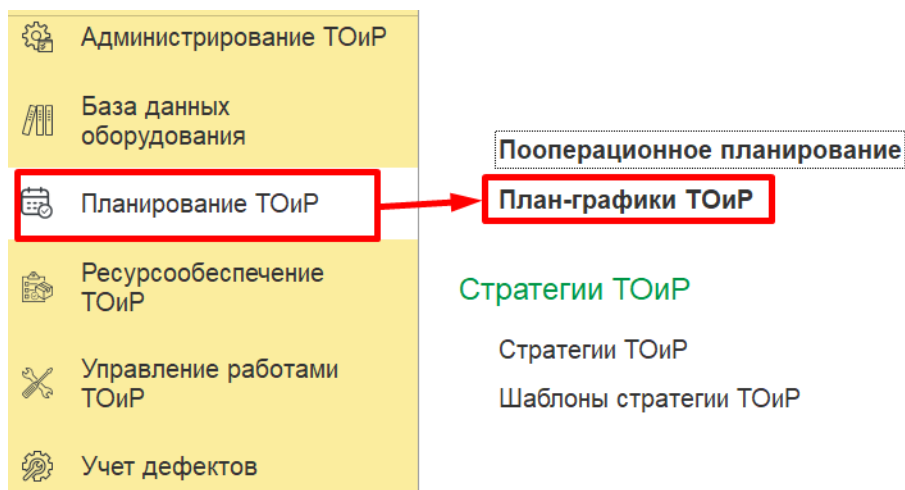 Администрирование ТОиР
База данных
оборудования
Планирование ТОиР
Ресурсообеспечение
ТОиР
Управление работами
ТОиР
Учет дефектов
Пооперационное планирование
План-графики ТОиР
Стратегии ТОиР
Стратегии ТОиР
Шаблоны стратегии ТОиР